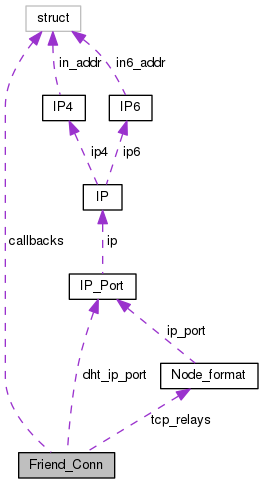 struct
in_addr
in6_addr
IP4
IP6
ip4
ip6
IP
callbacks
ip
IP_Port
ip_port
dht_ip_port
Node_format
tcp_relays
Friend_Conn